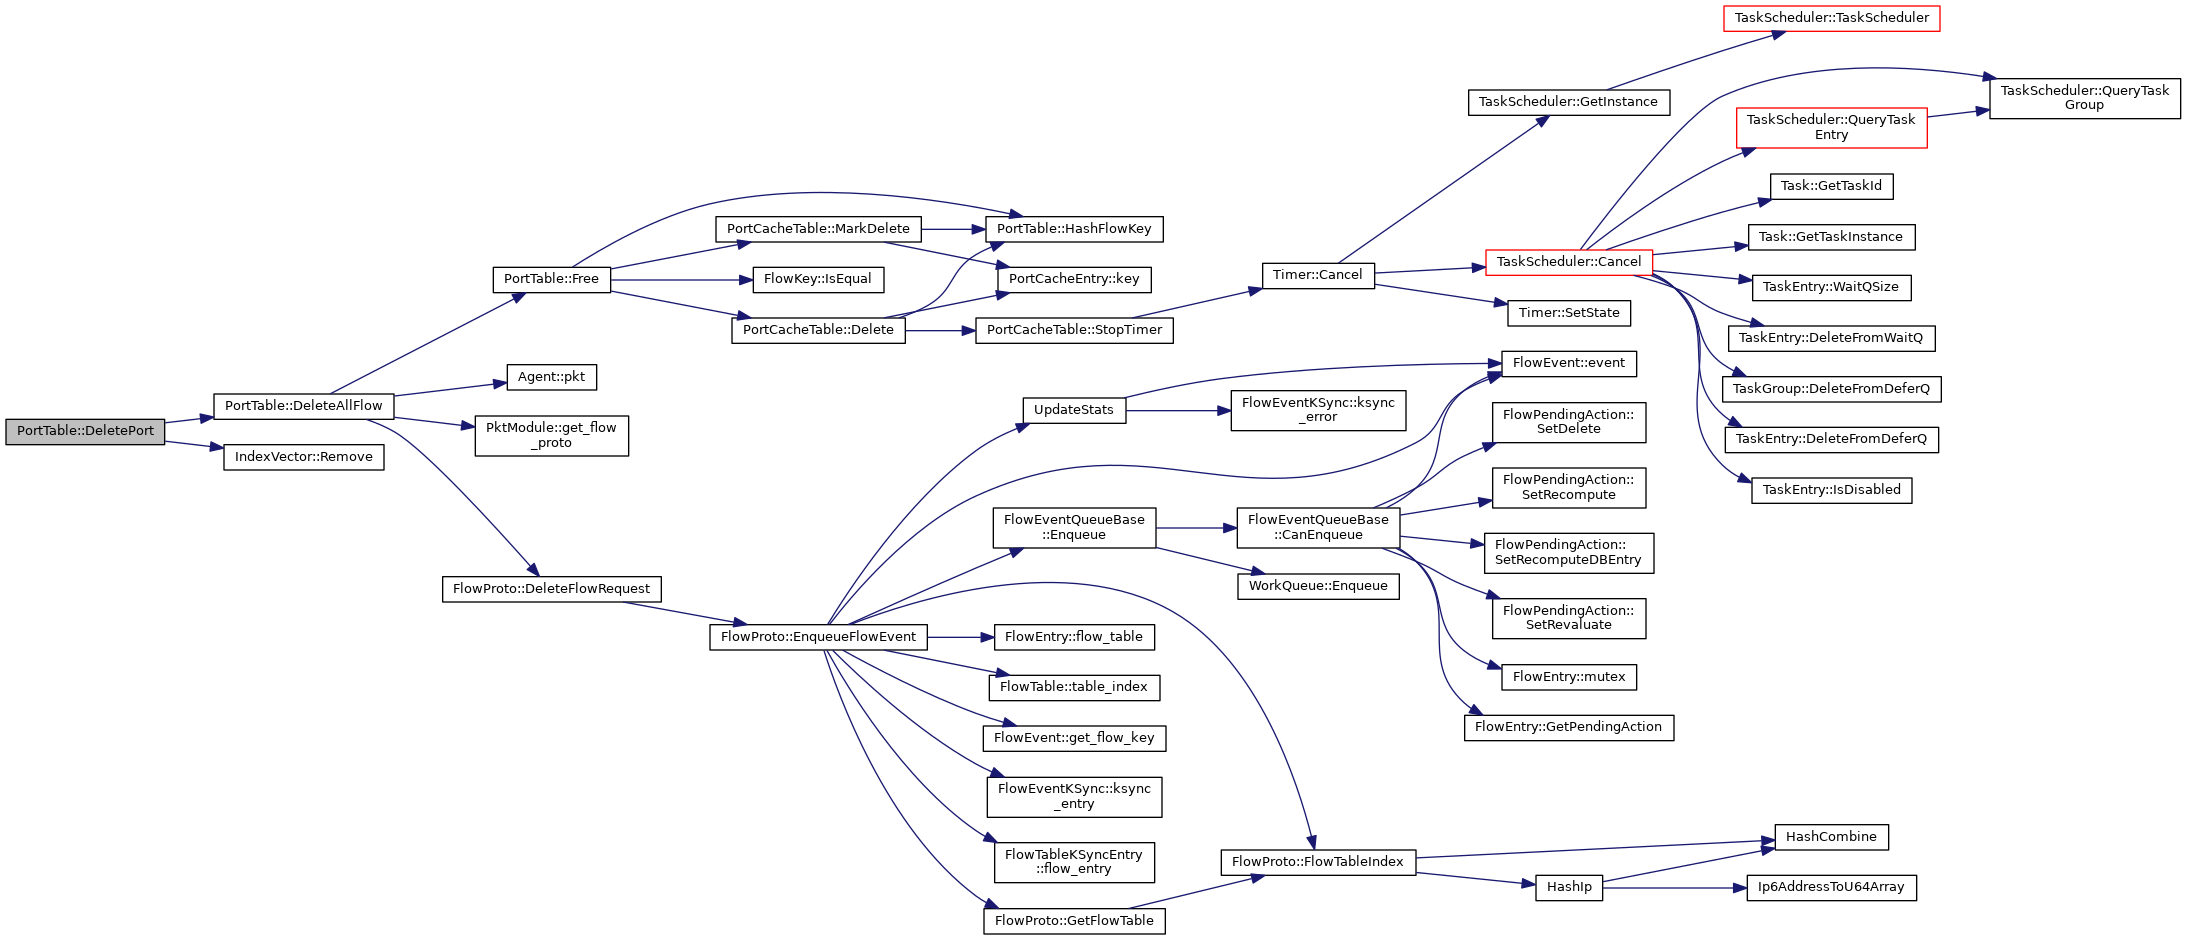 PortTable::DeletePort
PortTable::DeleteAllFlow
IndexVector::Remove
PortTable::Free
Agent::pkt
PktModule::get_flow
_proto
FlowProto::DeleteFlowRequest
PortCacheTable::MarkDelete
FlowKey::IsEqual
PortCacheTable::Delete
FlowProto::EnqueueFlowEvent
PortTable::HashFlowKey
PortCacheEntry::key
PortCacheTable::StopTimer
UpdateStats
FlowEventQueueBase
::Enqueue
FlowEntry::flow_table
FlowTable::table_index
FlowEvent::get_flow_key
FlowEventKSync::ksync
_entry
FlowTableKSyncEntry
::flow_entry
FlowProto::GetFlowTable
Timer::Cancel
FlowEventKSync::ksync
_error
FlowEventQueueBase
::CanEnqueue
WorkQueue::Enqueue
FlowProto::FlowTableIndex
TaskScheduler::GetInstance
TaskScheduler::Cancel
Timer::SetState
FlowEvent::event
FlowPendingAction::
SetDelete
FlowPendingAction::
SetRecompute
FlowPendingAction::
SetRecomputeDBEntry
FlowPendingAction::
SetRevaluate
FlowEntry::mutex
FlowEntry::GetPendingAction
HashIp
TaskScheduler::TaskScheduler
TaskScheduler::QueryTask
Entry
Task::GetTaskId
Task::GetTaskInstance
TaskEntry::WaitQSize
TaskEntry::DeleteFromWaitQ
TaskGroup::DeleteFromDeferQ
TaskEntry::DeleteFromDeferQ
TaskEntry::IsDisabled
HashCombine
Ip6AddressToU64Array
TaskScheduler::QueryTask
Group